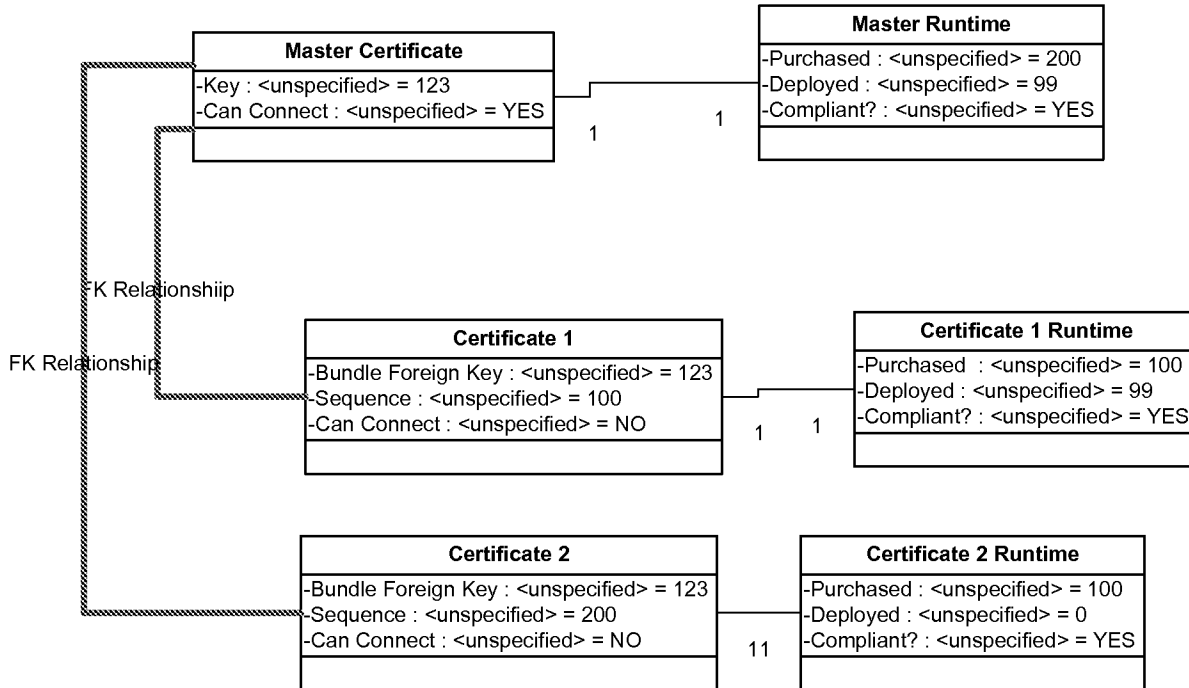 Master Certificate
-Key : <unspecified> = 123
-Can Connect : <unspecified> = YES
Master Runtime
-Purchased : <unspecified> = 200
-Deployed : <unspecified> = 99
-Compliant? : <unspecified> = YES
1
1
FK Relationshiip
FK Relationship
Certificate 1
-Bundle Foreign Key : <unspecified> = 123
-Sequence : <unspecified> = 100
-Can Connect : <unspecified> = NO
Certificate 1 Runtime
-Purchased : <unspecified> = 100
-Deployed : <unspecified> = 99
-Compliant? : <unspecified> = YES
1
1
Certificate 2
-Bundle Foreign Key : <unspecified> = 123
-Sequence : <unspecified> = 200
-Can Connect : <unspecified> = NO
Certificate 2 Runtime
-Purchased : <unspecified> = 100
-Deployed : <unspecified> = 0
-Compliant? : <unspecified> = YES
11